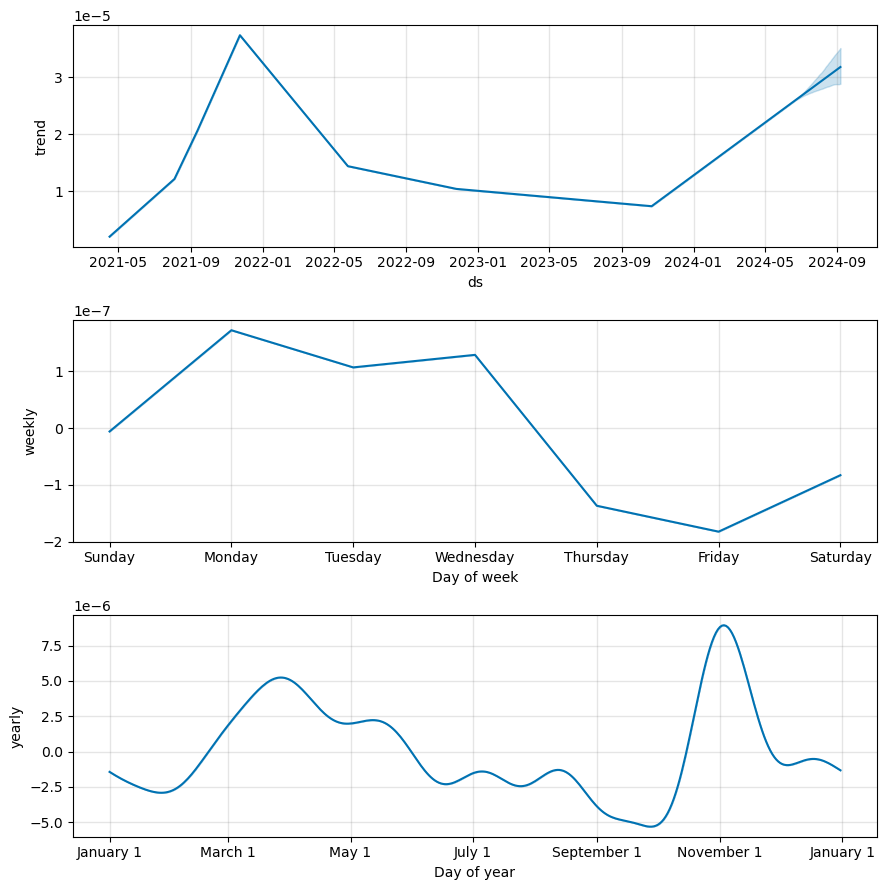 1e−5
3
2
1
trend
2021-05 2021-09 2022-01 2022-05 2022-09 2023-01 2023-05 2023-09 2024-01 2024-05 2024-09
ds
1e−7
1
0
−1
−2
weekly
Sunday Monday Tuesday Wednesday Thursday Friday Saturday
Day of week
1e−6
7.5
5.0
2.5
0.0
−2.5
−5.0
yearly
January 1 March 1 May 1 July 1 September 1 November 1 January 1
Day of year